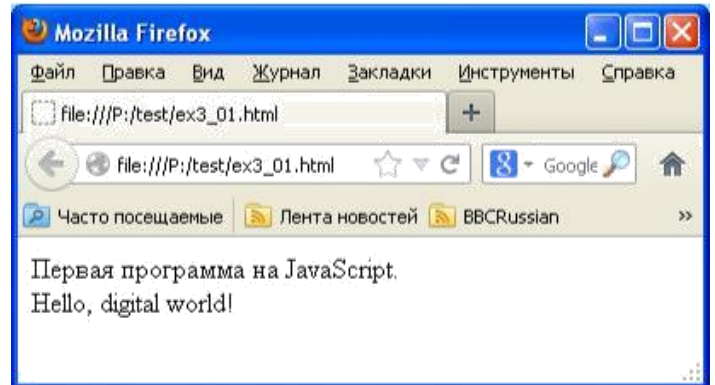 Mozilla Firefox
Файл Правка Вид Журнал Закладки Инструменты Справка
file:///P:/test/ex3_01.html +
file:///P:/test/ex3_01.html 8 Google
Часто посещаемые Лента новостей BBCRussian »
Первая программа на JavaScript.
Hello, digital world!